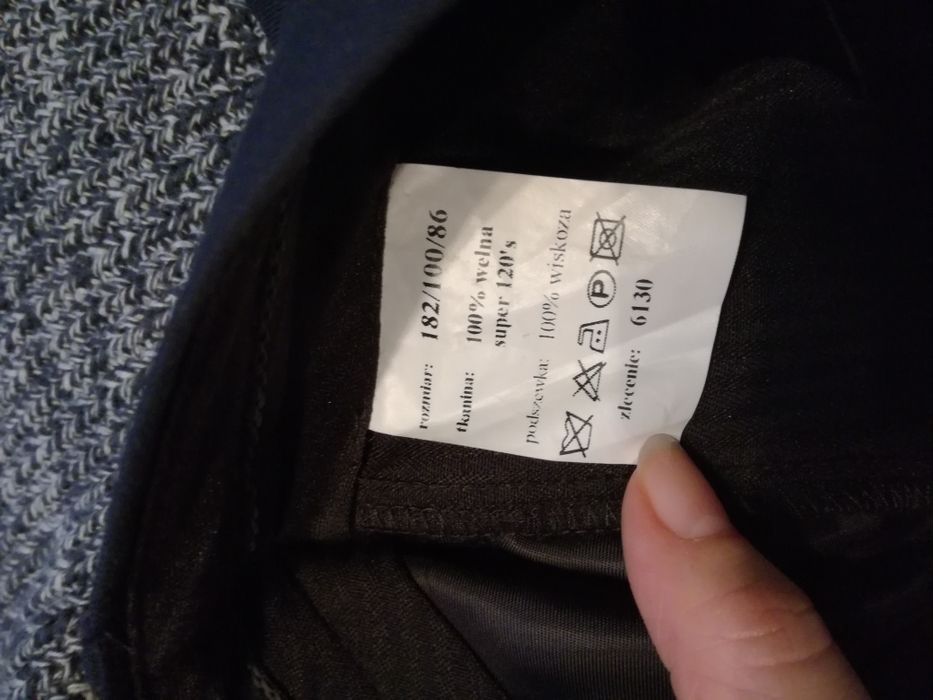 rozmiar: 182/100/86
tkanina: 100% wełna
super 120's
podszewka: 100% wiskoza
P
zlecenie: 6130